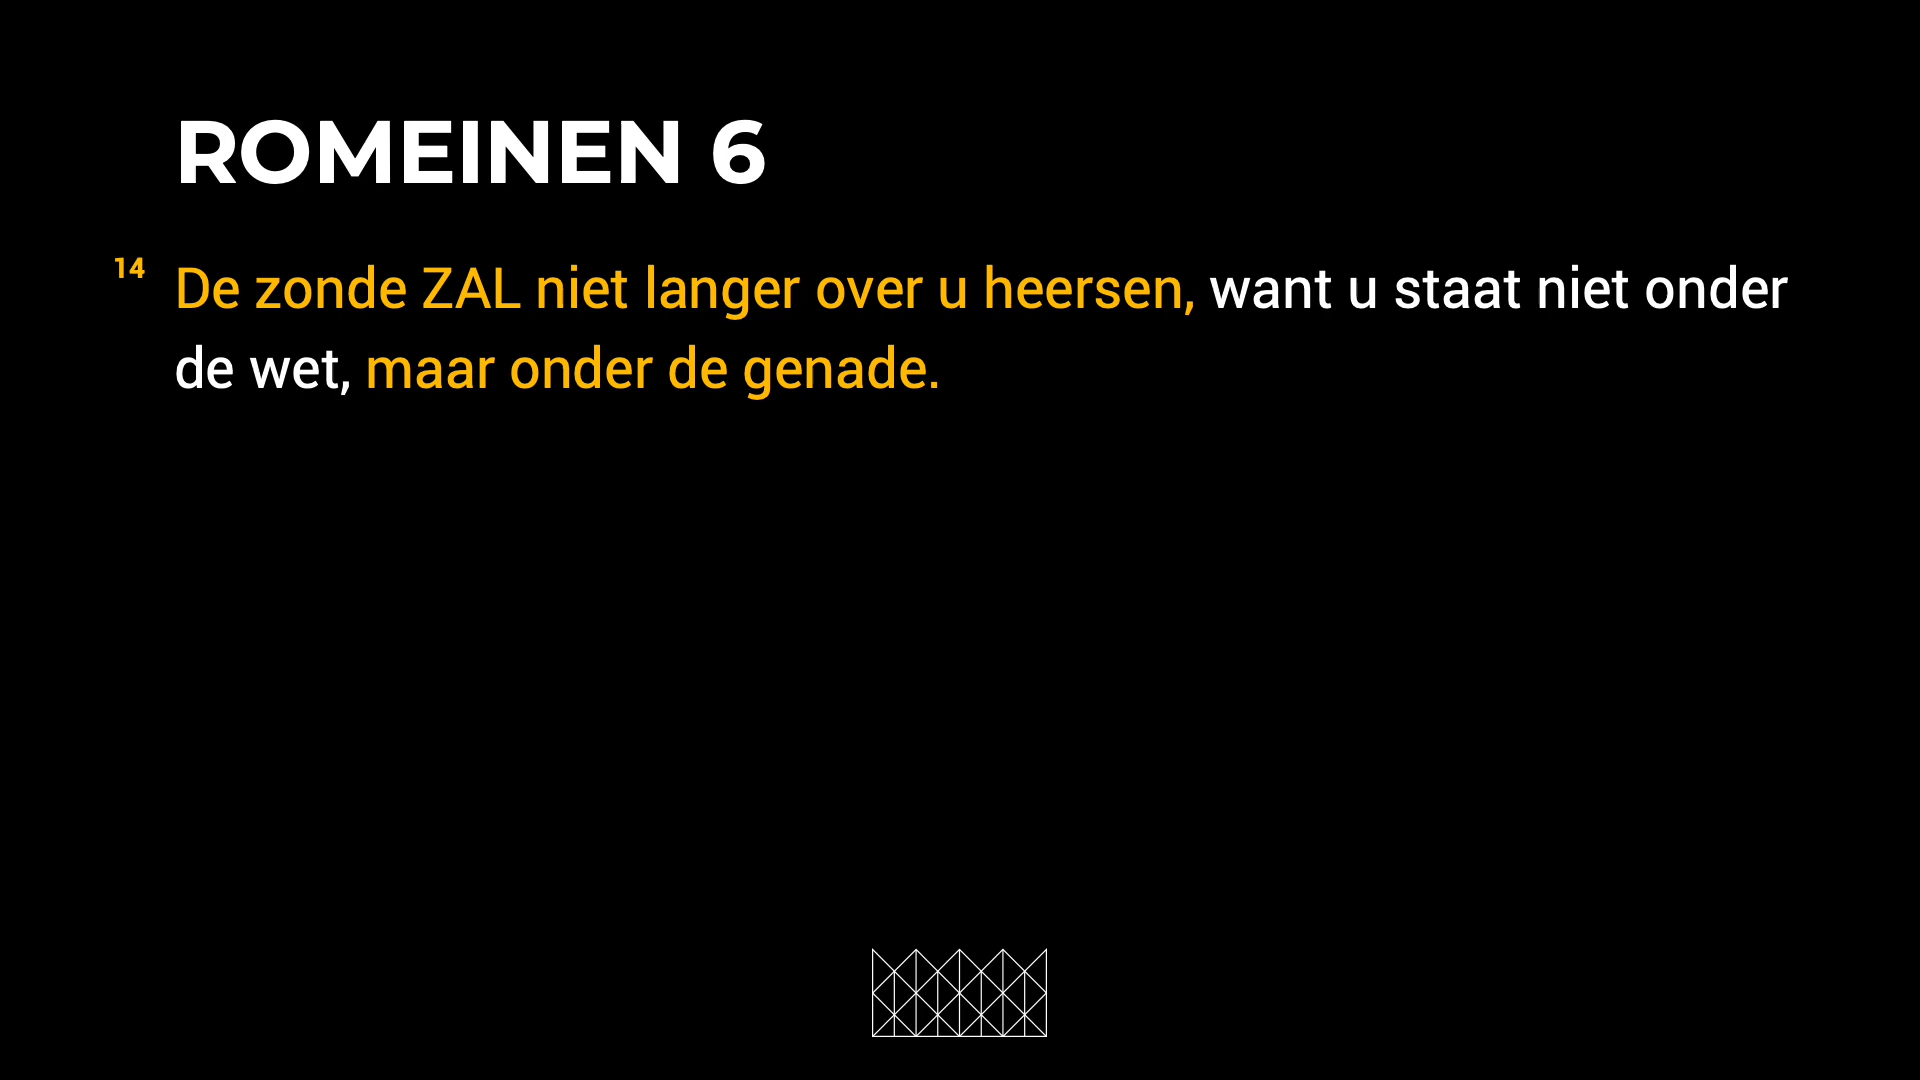 ROMEINEN 6
14 De zonde ZAL niet langer over u heersen, want u staat niet onder
de wet, maar onder de genade.